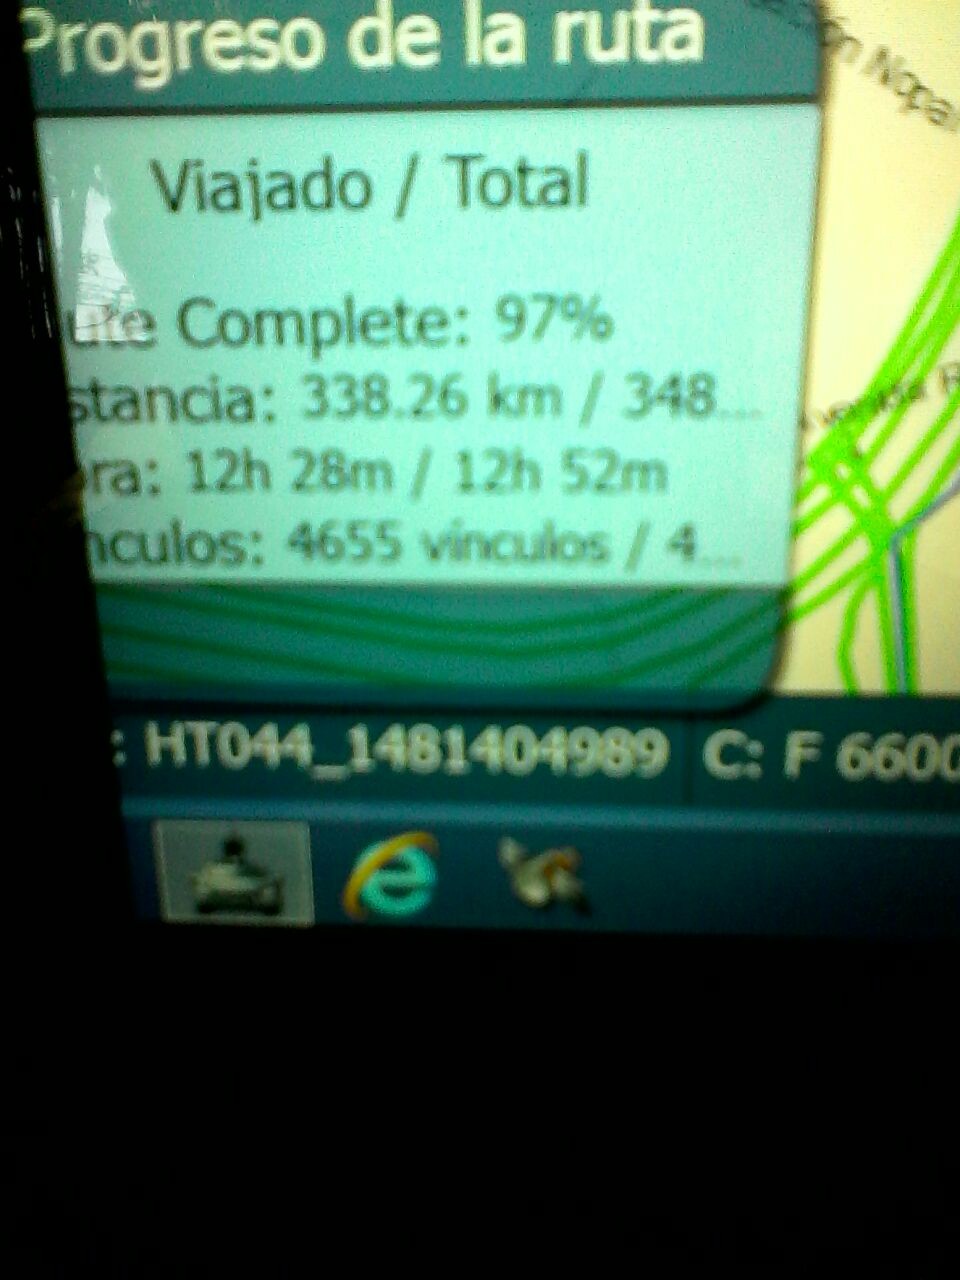 Progreso de la ruta
Viajado / Total
ute Complete: 97%
stancia: 338.26 km / 348...
ra: 12h 28m / 12h 52m
nculos: 4655 vínculos / 4...
: HT044_1481404989
C: F 6600